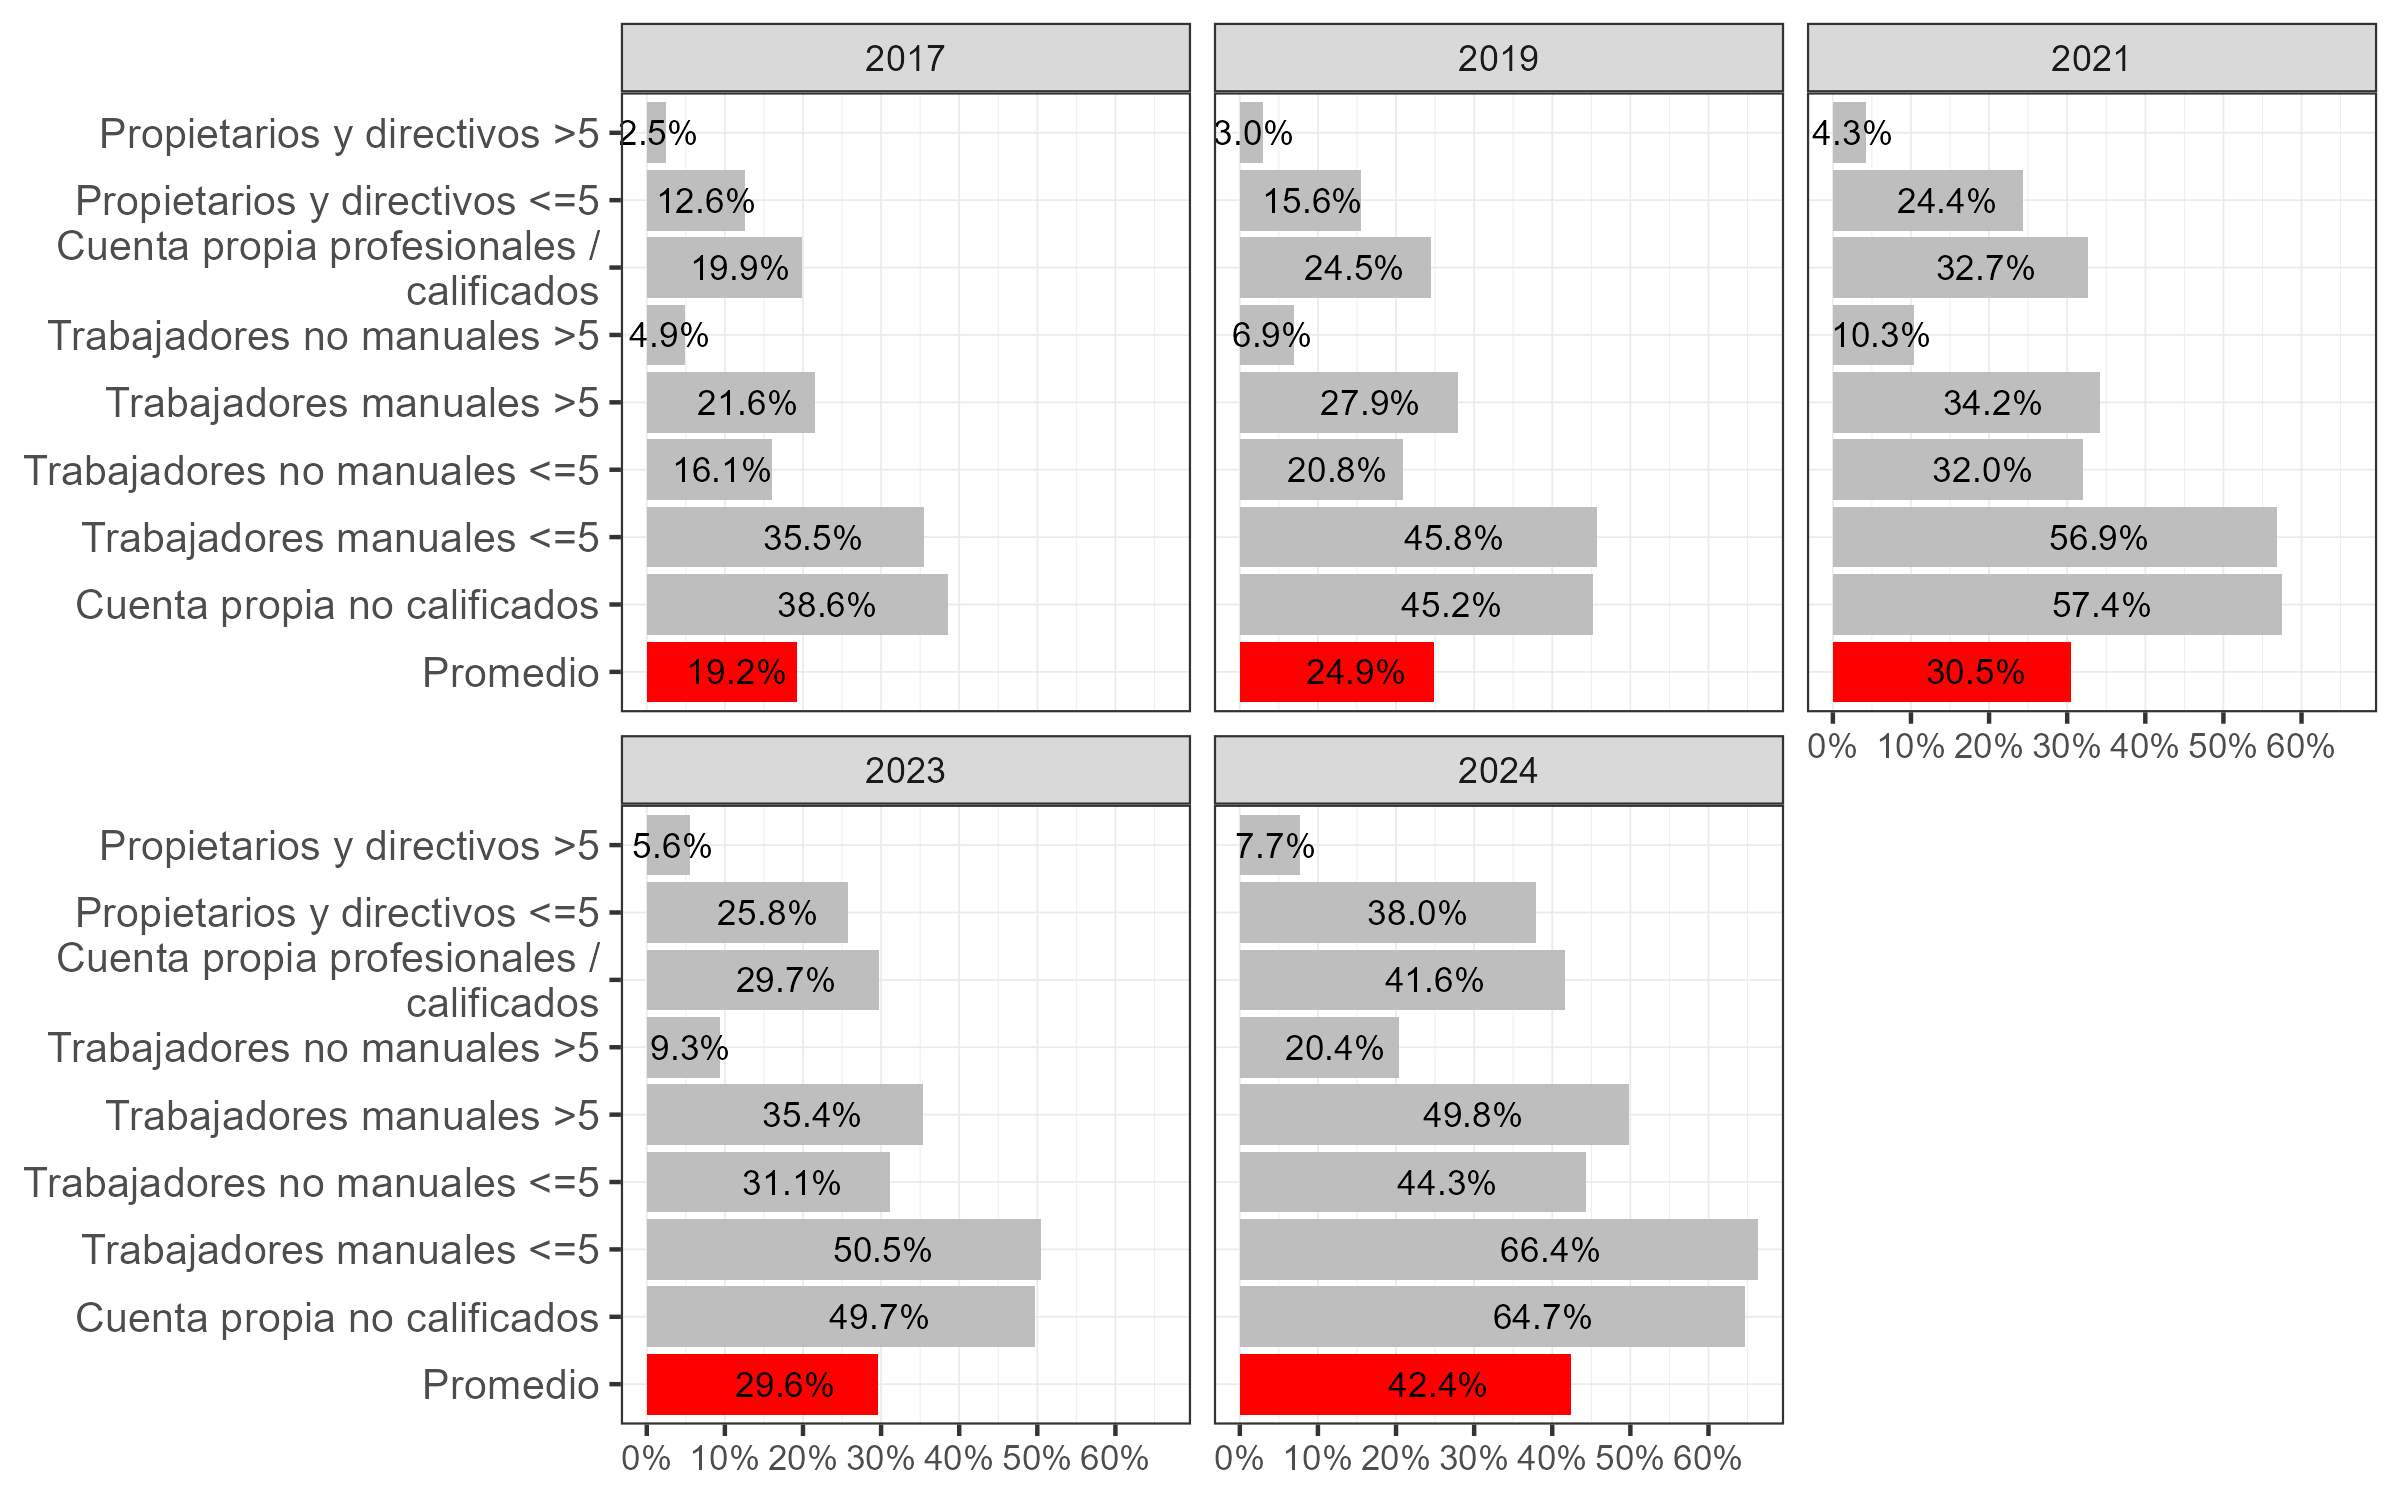 2017
2019
2021
Propietarios y directivos >5
2.5%
3.0%
4.3%
Propietarios y directivos <=5
12.6%
15.6%
24.4%
Cuenta propia profesionales /
calificados
19.9%
24.5%
32.7%
Trabajadores no manuales >5
4.9%
6.9%
10.3%
Trabajadores manuales >5
21.6%
27.9%
34.2%
Trabajadores no manuales <=5
16.1%
20.8%
32.0%
Trabajadores manuales <=5
35.5%
45.8%
56.9%
Cuenta propia no calificados
38.6%
45.2%
57.4%
Promedio
19.2%
24.9%
30.5%
0% 10% 20% 30% 40% 50% 60%
2023
2024
Propietarios y directivos >5
5.6%
7.7%
Propietarios y directivos <=5
25.8%
38.0%
Cuenta propia profesionales /
calificados
29.7%
41.6%
Trabajadores no manuales >5
9.3%
20.4%
Trabajadores manuales >5
35.4%
49.8%
Trabajadores no manuales <=5
31.1%
44.3%
Trabajadores manuales <=5
50.5%
66.4%
Cuenta propia no calificados
49.7%
64.7%
Promedio
29.6%
42.4%
0% 10% 20% 30% 40% 50% 60%
0% 10% 20% 30% 40% 50% 60%